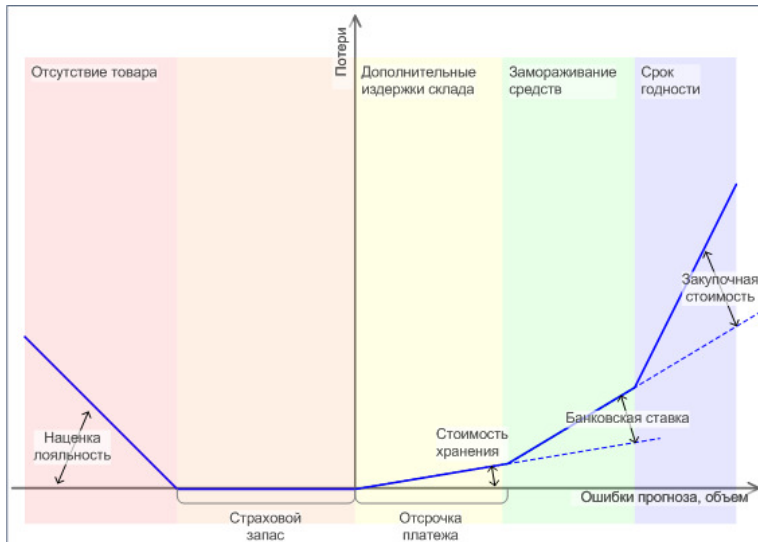 Потери
Отсутствие товара
Дополнительные
издержки склада
Замораживание
средств
Срок
годности
Закупочная
стоимость
Банковская ставка
Стоимость
хранения
Наценка
лояльность
Ошибки прогноза, объем
Страховой
запас
Отсрочка
платежа